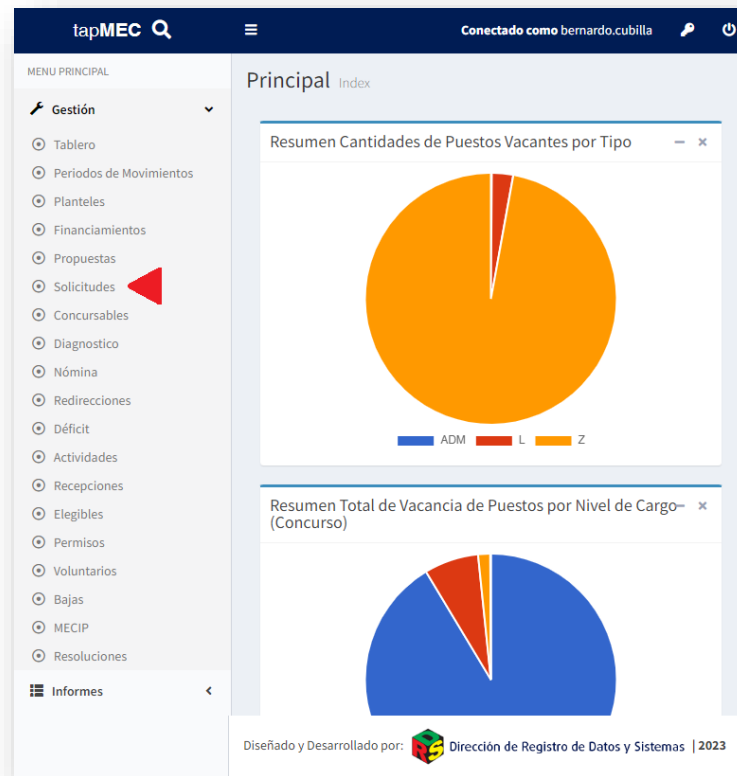 tapMEC
Conectado como bernardo.cubilla
MENU PRINCIPAL
Gestión
Tablero
Periodos de Movimientos
Planteles
Financiamientos
Propuestas
Solicitudes
Concursables
Diagnostico
Nómina
Redirecciones
Déficit
Actividades
Recepciones
Elegibles
Permisos
Voluntarios
Bajas
MECIP
Resoluciones
Informes
Principal Index
Resumen Cantidades de Puestos Vacantes por Tipo
ADM L Z
Resumen Total de Vacancia de Puestos por Nivel de Cargo
(Concurso)
Diseñado y Desarrollado por: DRS Dirección de Registro de Datos y Sistemas | 2023